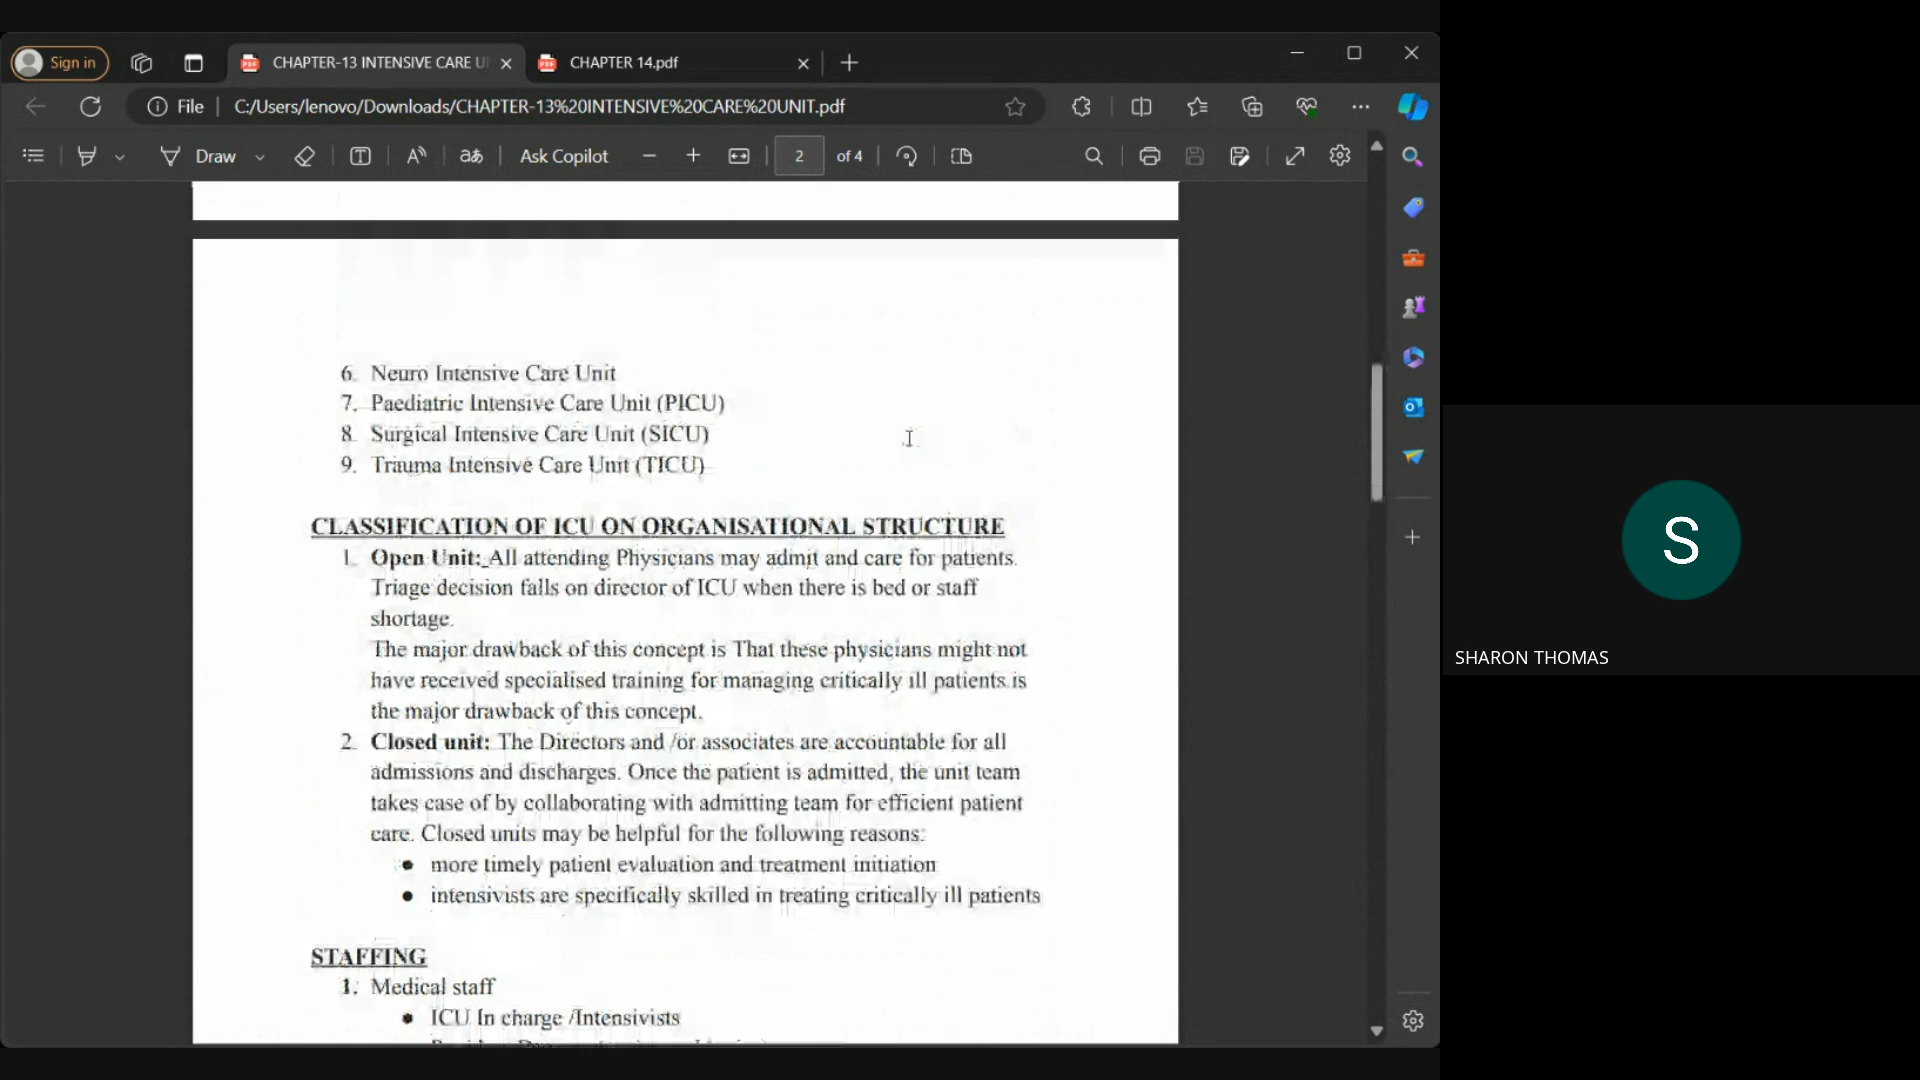 Sign in
CHAPTER-13 INTENSIVE CARE U
CHAPTER 14.pdf
File
C:/Users/lenovo/Downloads/CHAPTER-13%20INTENSIVE%20CARE%20UNIT.pdf
Draw
Ask Copilot
2 of 4
6. Neuro Intensive Care Unit
7. Paediatric Intensive Care Unit (PICU)
8. Surgical Intensive Care Unit (SICU)
9. Trauma Intensive Care Unit (TICU)
CLASSIFICATION OF ICU ON ORGANISATIONAL STRUCTURE
1. Open Unit: All attending Physicians may admit and care for patients.
Triage decision falls on director of ICU when there is bed or staff
shortage.
The major drawback of this concept is That these physicians might not
have received specialised training for managing critically ill patients is
the major drawback of this concept.
2. Closed unit: The Directors and /or associates are accountable for all
admissions and discharges. Once the patient is admitted, the unit team
takes case of by collaborating with admitting team for efficient patient
care. Closed units may be helpful for the following reasons:
● more timely patient evaluation and treatment initiation
● intensivists are specifically skilled in treating critically ill patients
STAFFING
1. Medical staff
● ICU In charge /Intensivists
S
SHARON THOMAS